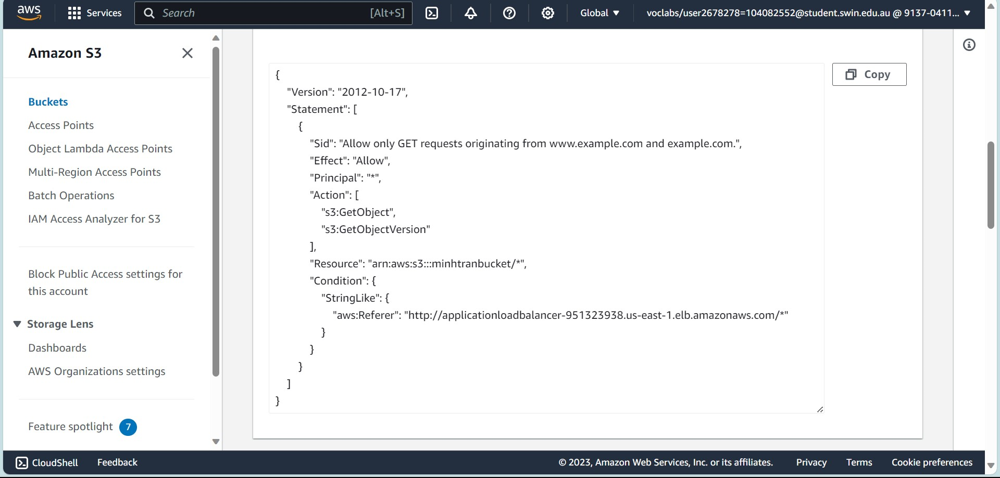 aws
Services
Search
[Alt+S]
Global
voclabs/user2678278=104082552@student.swin.edu.au @ 9137-0411...
Amazon S3
Buckets
Access Points
Object Lambda Access Points
Multi-Region Access Points
Batch Operations
IAM Access Analyzer for S3
Block Public Access settings for
this account
Storage Lens
Dashboards
AWS Organizations settings
Feature spotlight 7
{
"Version": "2012-10-17",
"Statement": [
{
"Sid": "Allow only GET requests originating from www.example.com and example.com.",
"Effect": "Allow",
"Principal": "*",
"Action": [
"s3:GetObject",
"s3:GetObjectVersion"
],
"Resource": "arn:aws:s3:::minhtranbucket/*",
"Condition": {
"StringLike": {
"aws:Referer": "http://applicationloadbalancer-951323938.us-east-1.elb.amazonaws.com/*"
}
}
}
]
}
Copy
CloudShell
Feedback
© 2023, Amazon Web Services, Inc. or its affiliates.
Privacy
Terms
Cookie preferences